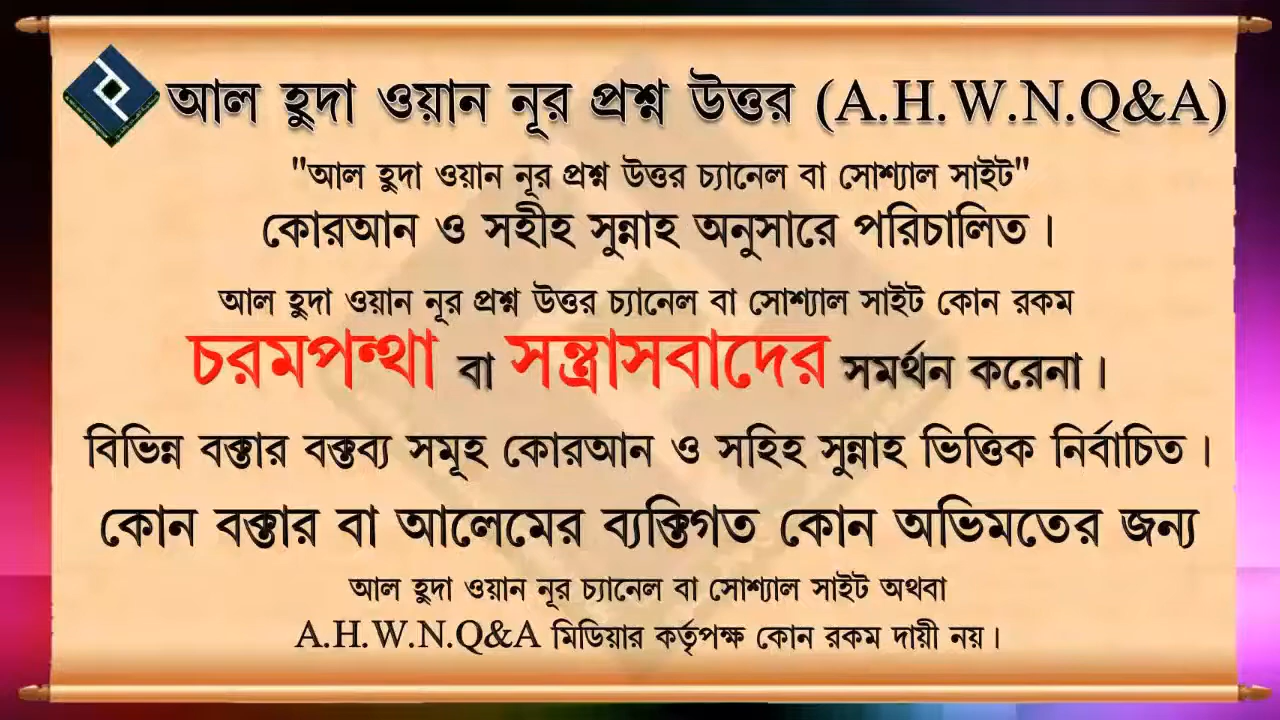 আল হুদা ওয়ান নূর প্রশ্ন উত্তর (A.H.W.N.Q&A)
"আল হুদা ওয়ান নূর প্রশ্ন উত্তর চ্যানেল বা সোশ্যাল সাইট"
কোরআন ও সহীহ সুন্নাহ অনুসারে পরিচালিত।
আল হুদা ওয়ান নূর প্রশ্ন উত্তর চ্যানেল বা সোশ্যাল সাইট কোন রকম
চরমপন্থা বা সন্ত্রাসবাদের সমর্থন করেনা।
বিভিন্ন বক্তার বক্তব্য সমূহ কোরআন ও সহিহ সুন্নাহ ভিত্তিক নির্বাচিত।
কোন বক্তার বা আলেমের ব্যক্তিগত কোন অভিমতের জন্য
আল হুদা ওয়ান নূর চ্যানেল বা সোশ্যাল সাইট অথবা
A.H.W.N.Q&A মিডিয়ার কর্তৃপক্ষ কোন রকম দায়ী নয়।